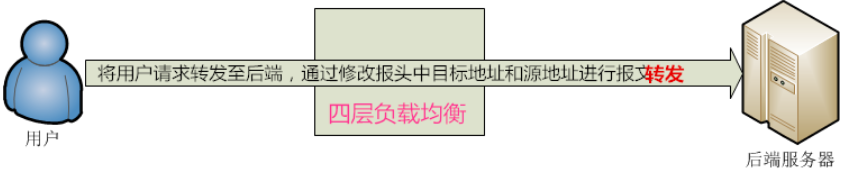 将用户请求转发至后端，通过修改报头中目标地址和源地址进行报文转发
四层负载均衡
用户
后端服务器